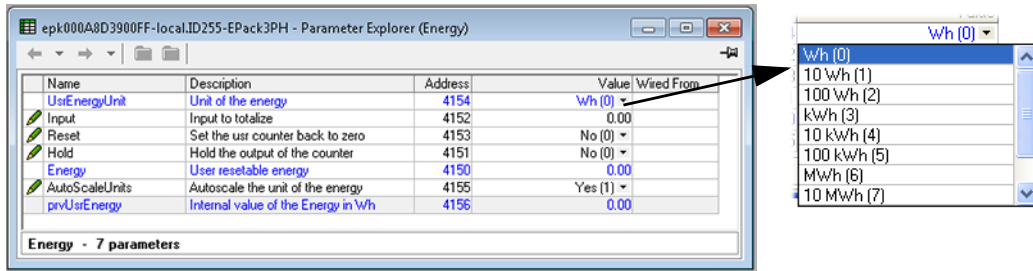 epk000A8D3900FF-local.ID255-EPack3PH - Parameter Explorer (Energy)
Name Description Address Value Wired From
UsrEnergyUnit Unit of the energy 4154 Wh (0)
Input Input to totalize 4152 0.00
Reset Set the usr counter back to zero 4153 No (0)
Hold Hold the output of the counter 4151 No (0)
Energy User resetable energy 4150 0.00
AutoScaleUnits Autoscale the unit of the energy 4155 Yes (1)
prvUsrEnergy Internal value of the Energy in Wh 4156 0.00
Energy - 7 parameters
Wh (0)
Wh (0)
10 Wh (1)
100 Wh (2)
kWh (3)
10 kWh (4)
100 kWh (5)
MWh (6)
10 MWh (7)